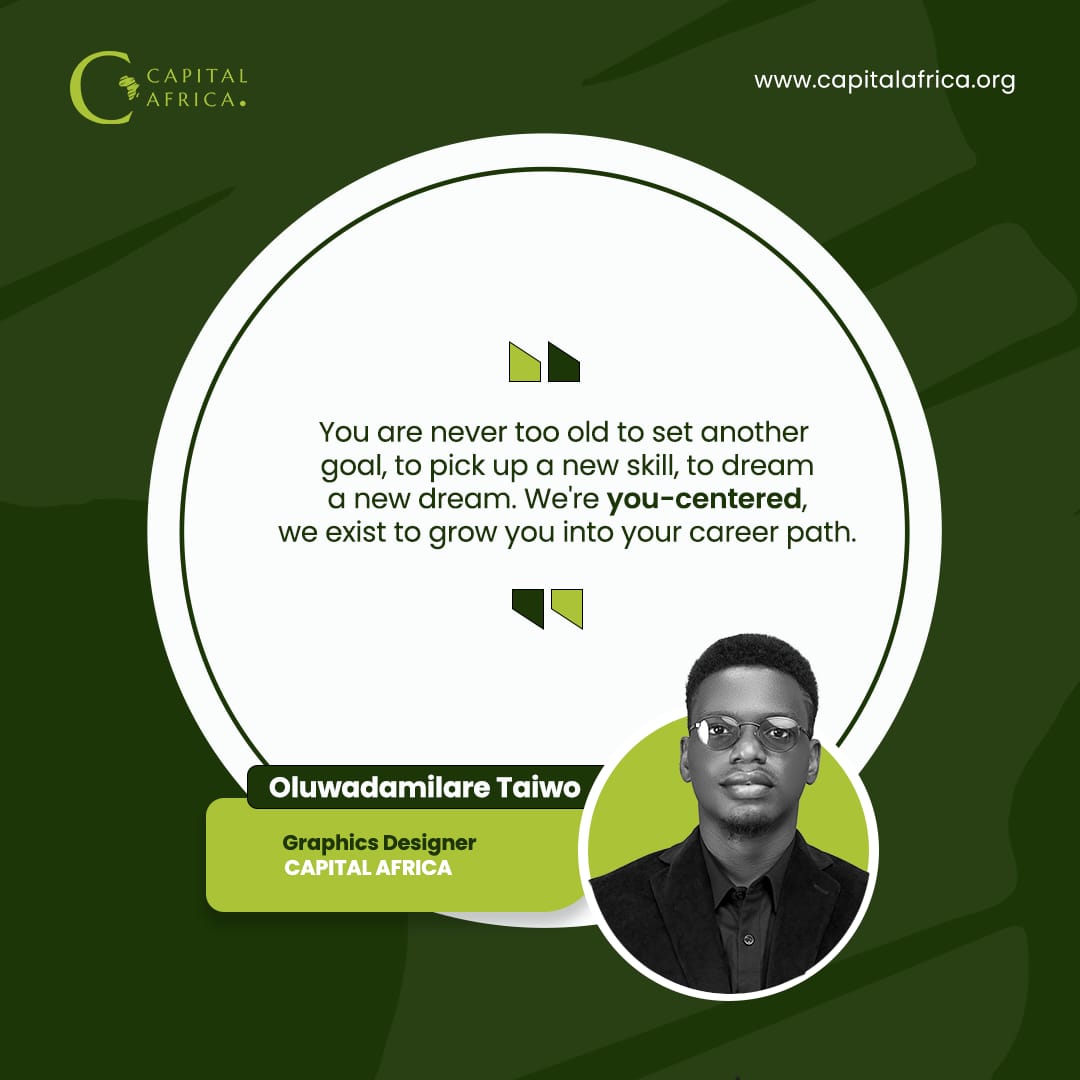 CAPITAL
AFRICA.
www.capitalafrica.org
You are never too old to set another
goal, to pick up a new skill, to dream
a new dream. We're you-centered,
we exist to grow you into your career path.
Oluwadamilare Taiwo
Graphics Designer
CAPITAL AFRICA